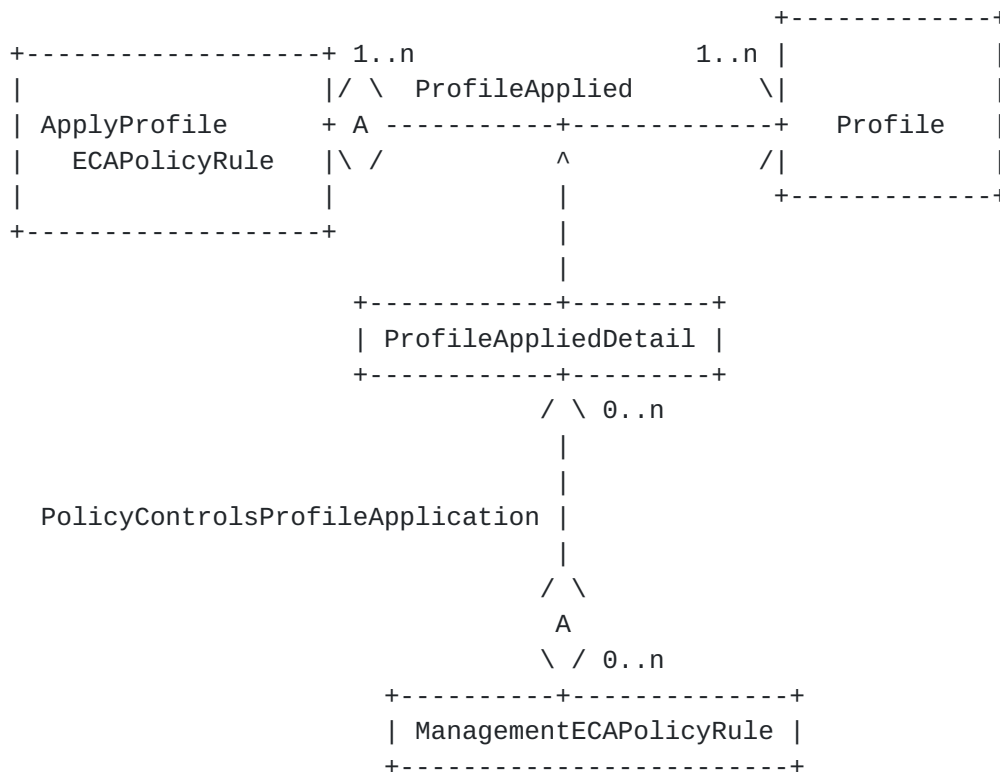 1..n 1..n
ProfileApplied
ApplyProfile A Profile
ECAPolicyRule
ProfileAppliedDetail
0..n
PolicyControlsProfileApplication
A
0..n
ManagementECAPolicyRule